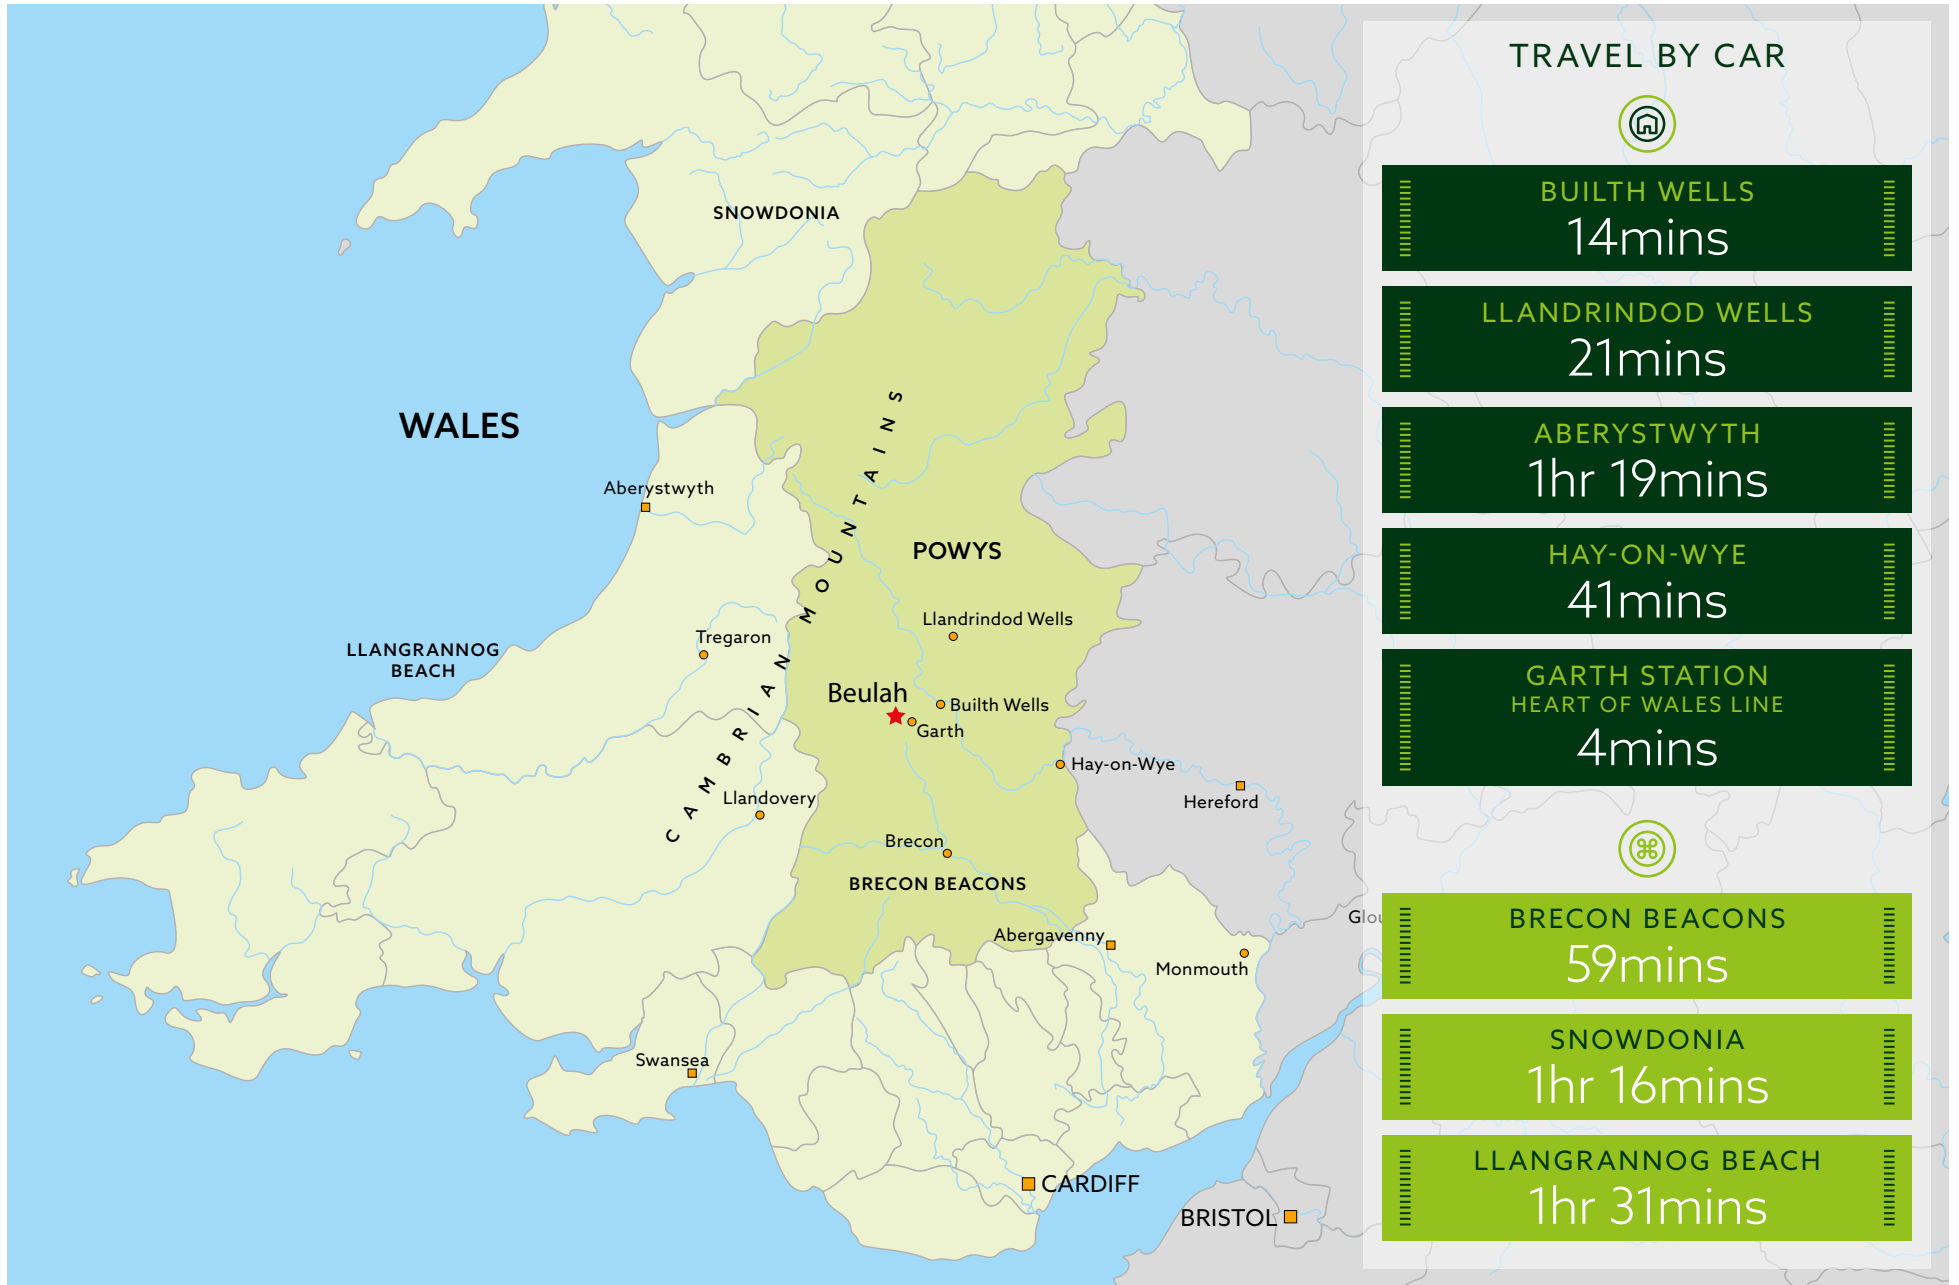 SNOWDONIA
WALES
Aberystwyth
CAMBRIAN MOUNTAINS
POWYS
Llandrindod Wells
Tregaron
LLANGRANNOG
BEACH
Beulah
Builth Wells
Garth
Hay-on-Wye
Hereford
Llandovery
Brecon
BRECON BEACONS
Abergavenny
Monmouth
Glou
Swansea
CARDIFF
BRISTOL
TRAVEL BY CAR
BUILTH WELLS
14mins
LLANDRINDOD WELLS
21mins
ABERYSTWYTH
1hr 19mins
HAY-ON-WYE
41mins
GARTH STATION
HEART OF WALES LINE
4mins
BRECON BEACONS
59mins
SNOWDONIA
1hr 16mins
LLANGRANNOG BEACH
1hr 31mins